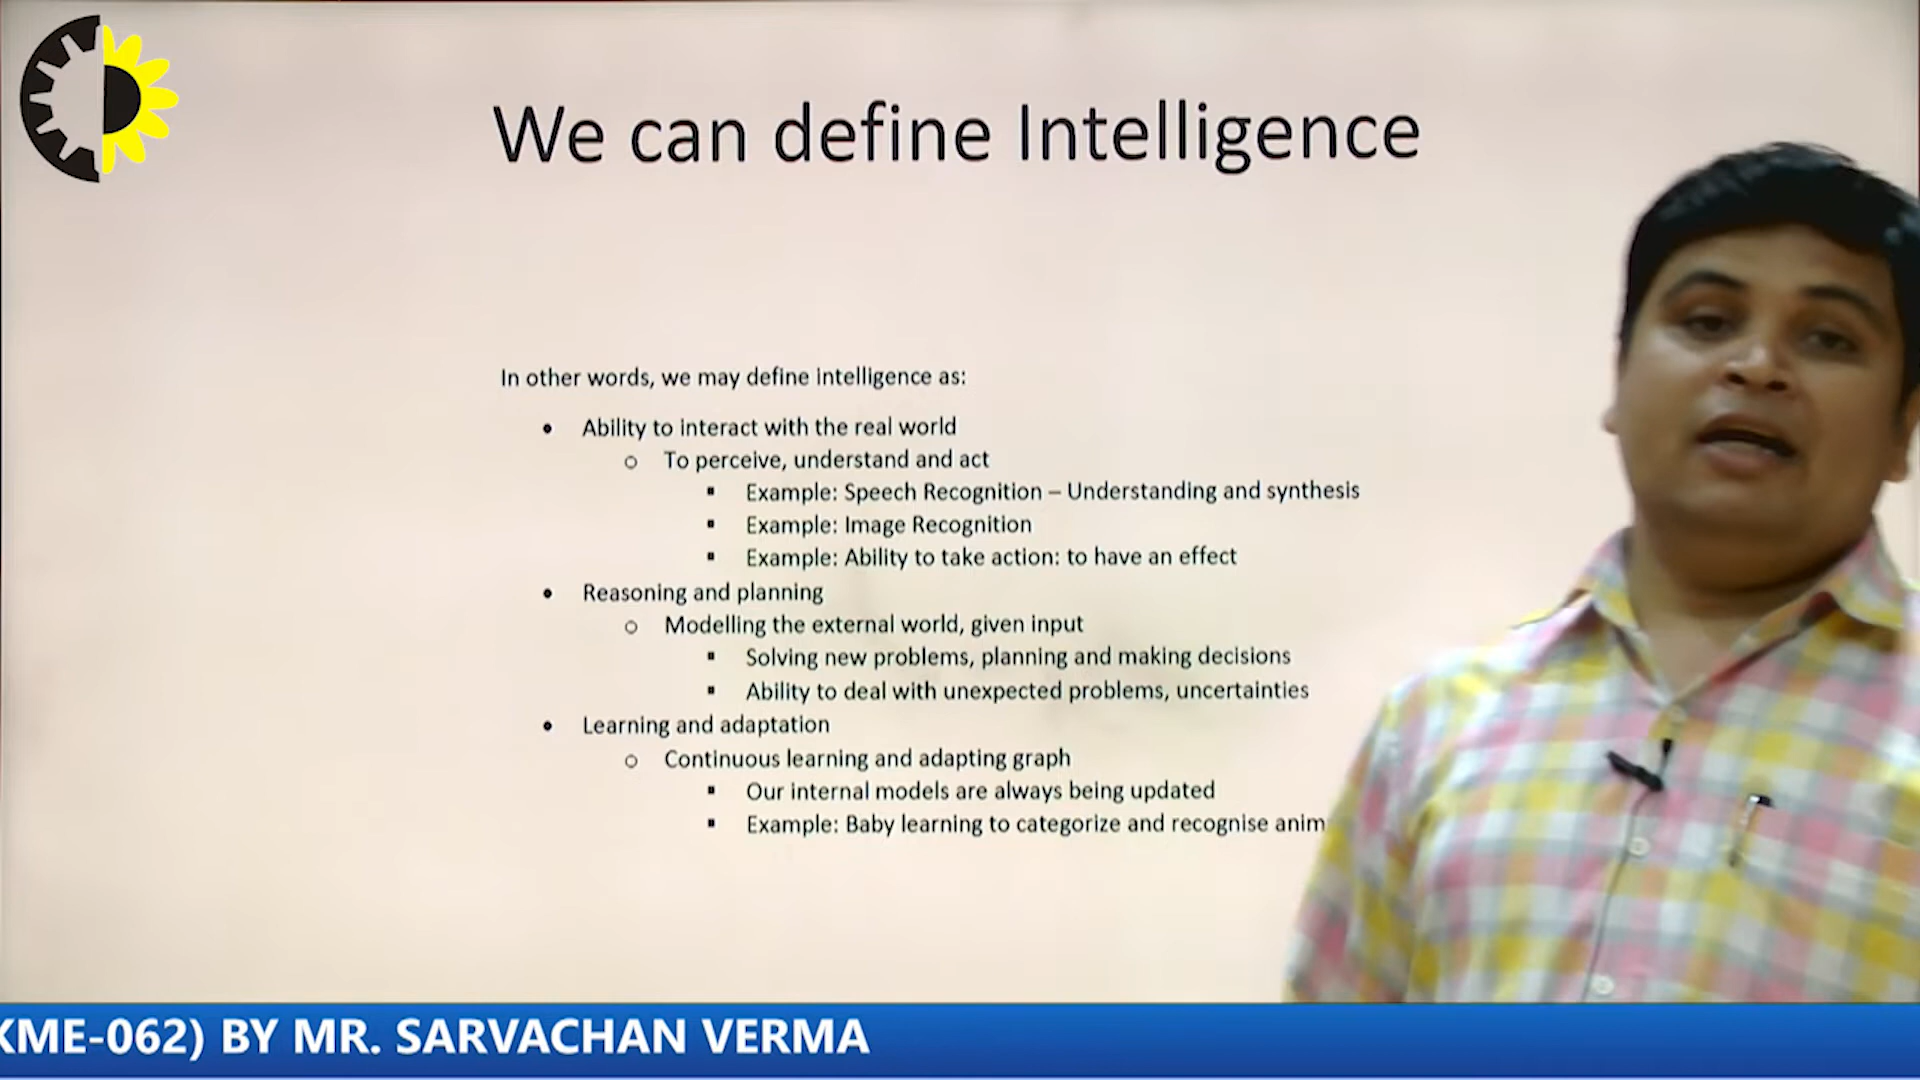 We can define Intelligence
In other words, we may define intelligence as:
• Ability to interact with the real world
o To perceive, understand and act
▪ Example: Speech Recognition – Understanding and synthesis
▪ Example: Image Recognition
▪ Example: Ability to take action: to have an effect
• Reasoning and planning
o Modelling the external world, given input
▪ Solving new problems, planning and making decisions
▪ Ability to deal with unexpected problems, uncertainties
• Learning and adaptation
o Continuous learning and adapting graph
▪ Our internal models are always being updated
▪ Example: Baby learning to categorize and recognise anim
KME-062) BY MR. SARVACHAN VERMA